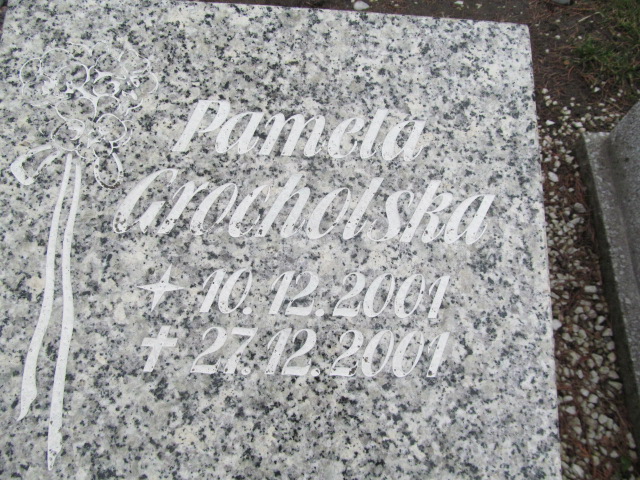 Pamela
Grocholska
✦ 10.12.2001
✝ 27.12.2001